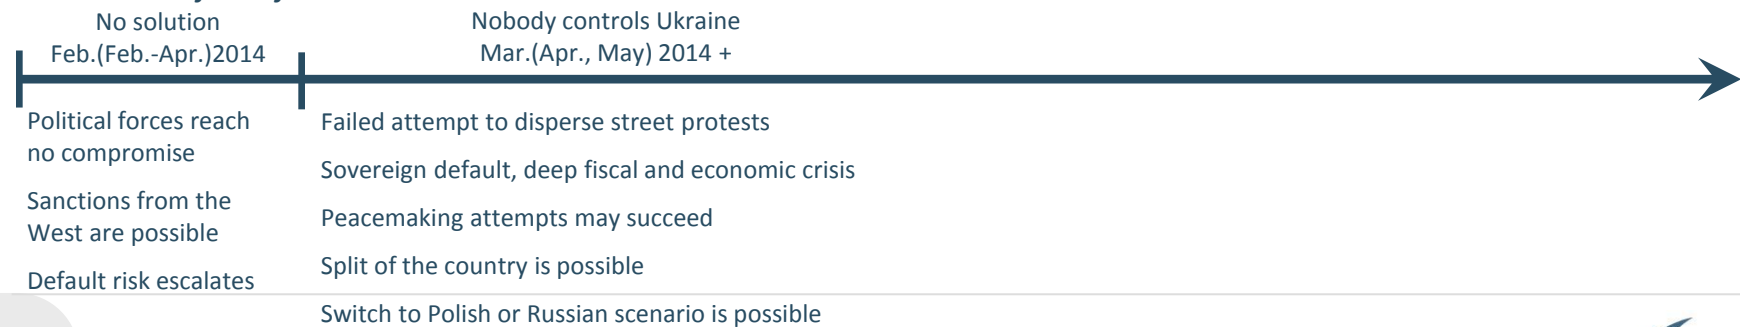 No solution
Feb.(Feb.-Apr.)2014
Nobody controls Ukraine
Mar.(Apr., May) 2014 +
Political forces reach
no compromise
Sanctions from the
West are possible
Default risk escalates
Failed attempt to disperse street protests
Sovereign default, deep fiscal and economic crisis
Peacemaking attempts may succeed
Split of the country is possible
Switch to Polish or Russian scenario is possible